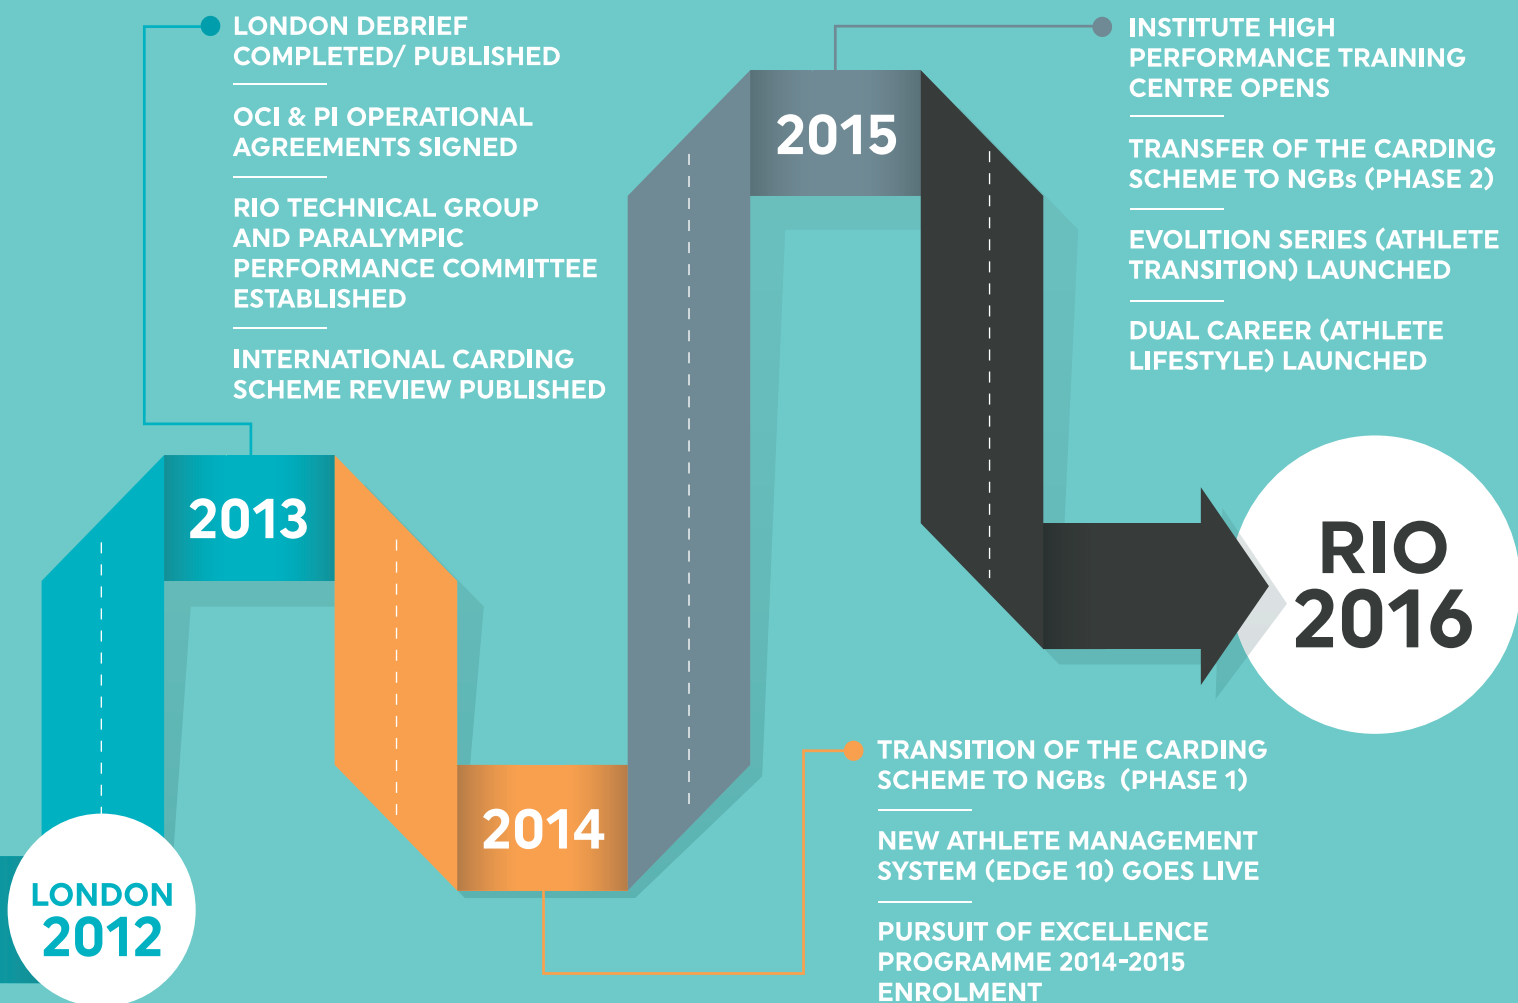 LONDON DEBRIEF
COMPLETED/ PUBLISHED
OCI & PI OPERATIONAL
AGREEMENTS SIGNED
RIO TECHNICAL GROUP
AND PARALYMPIC
PERFORMANCE COMMITTEE
ESTABLISHED
INTERNATIONAL CARDING
SCHEME REVIEW PUBLISHED
INSTITUTE HIGH
PERFORMANCE TRAINING
CENTRE OPENS
TRANSFER OF THE CARDING
SCHEME TO NGBs (PHASE 2)
EVOLITION SERIES (ATHLETE
TRANSITION) LAUNCHED
DUAL CAREER (ATHLETE
LIFESTYLE) LAUNCHED
2015
2013
RIO
2016
2014
TRANSITION OF THE CARDING
SCHEME TO NGBs (PHASE 1)
NEW ATHLETE MANAGEMENT
SYSTEM (EDGE 10) GOES LIVE
PURSUIT OF EXCELLENCE
PROGRAMME 2014-2015
ENROLMENT
LONDON
2012